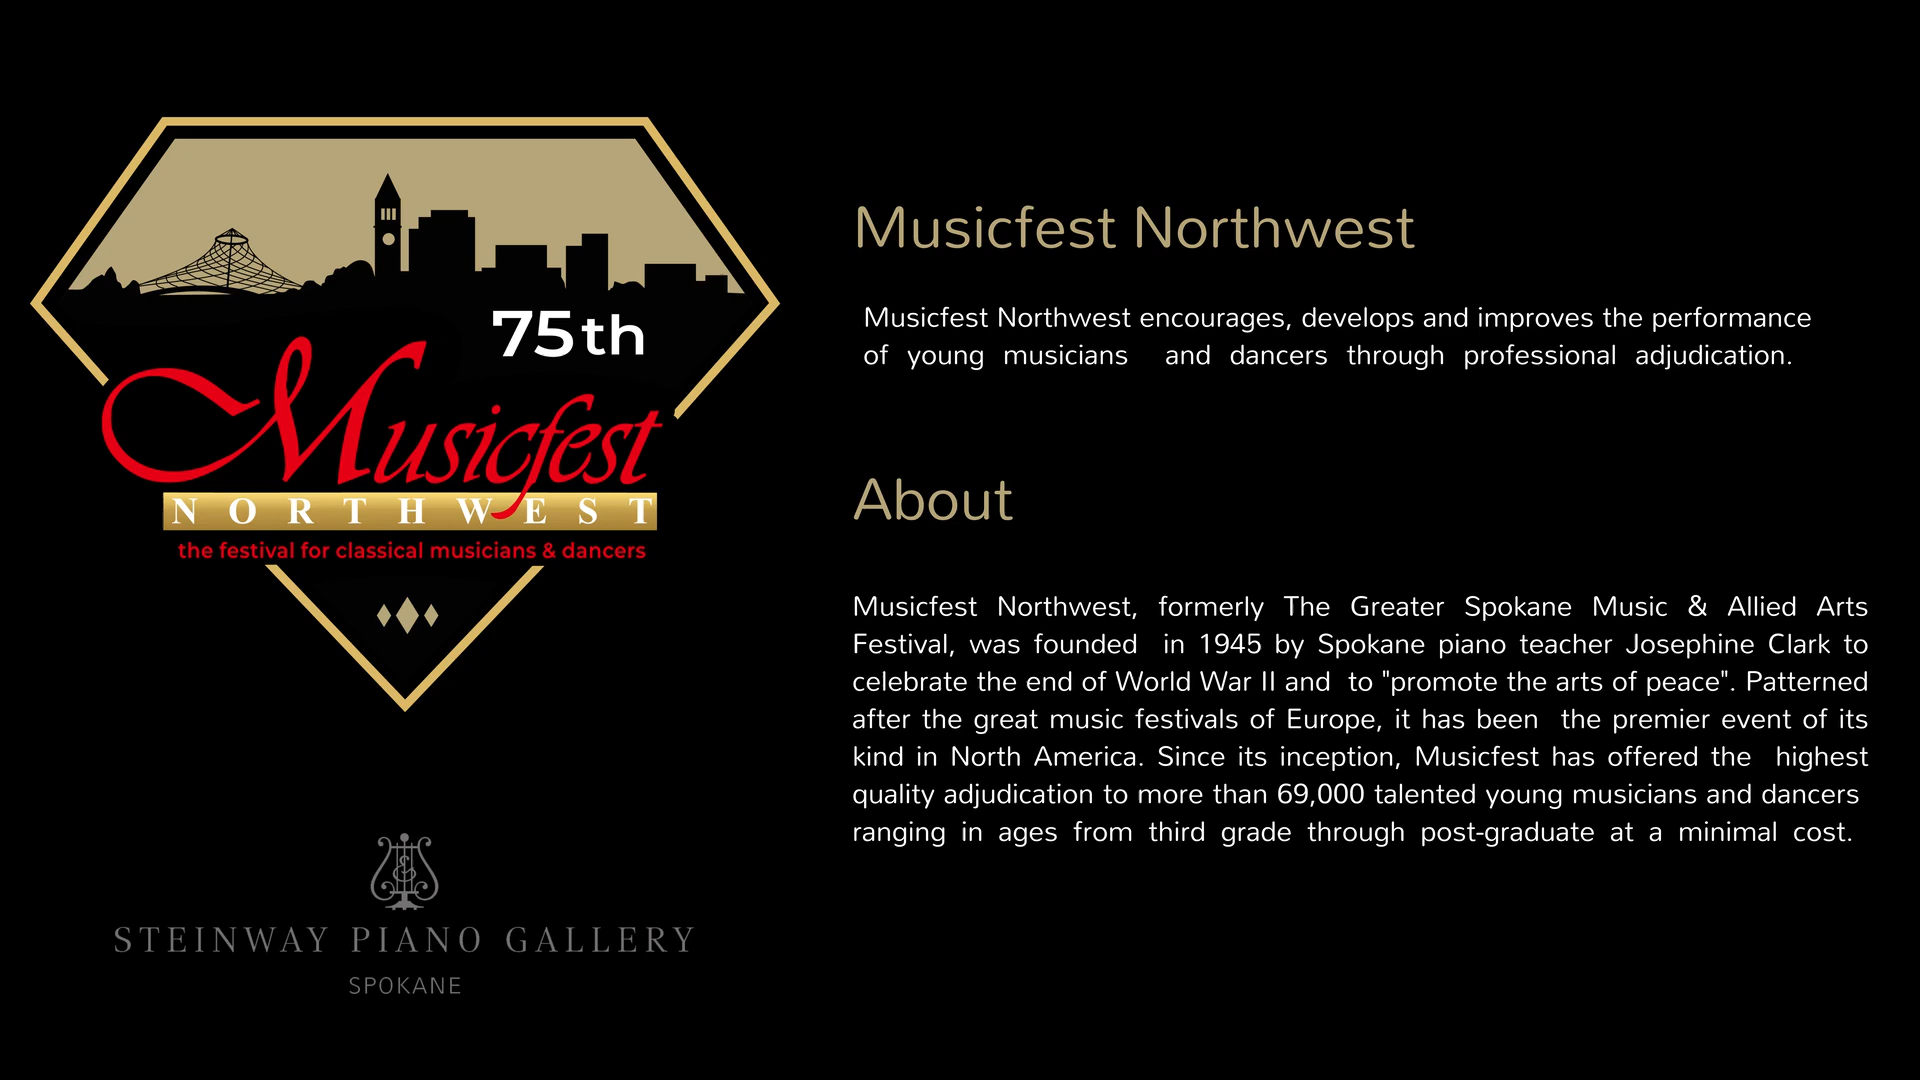 75th
Musicfest
NORTHWEST
the festival for classical musicians & dancers
STEINWAY PIANO GALLERY
SPOKANE
Musicfest Northwest
Musicfest Northwest encourages, develops and improves the performance
of young musicians and dancers through professional adjudication.
About
Musicfest Northwest, formerly The Greater Spokane Music & Allied Arts
Festival, was founded in 1945 by Spokane piano teacher Josephine Clark to
celebrate the end of World War II and to "promote the arts of peace". Patterned
after the great music festivals of Europe, it has been the premier event of its
kind in North America. Since its inception, Musicfest has offered the highest
quality adjudication to more than 69,000 talented young musicians and dancers
ranging in ages from third grade through post-graduate at a minimal cost.